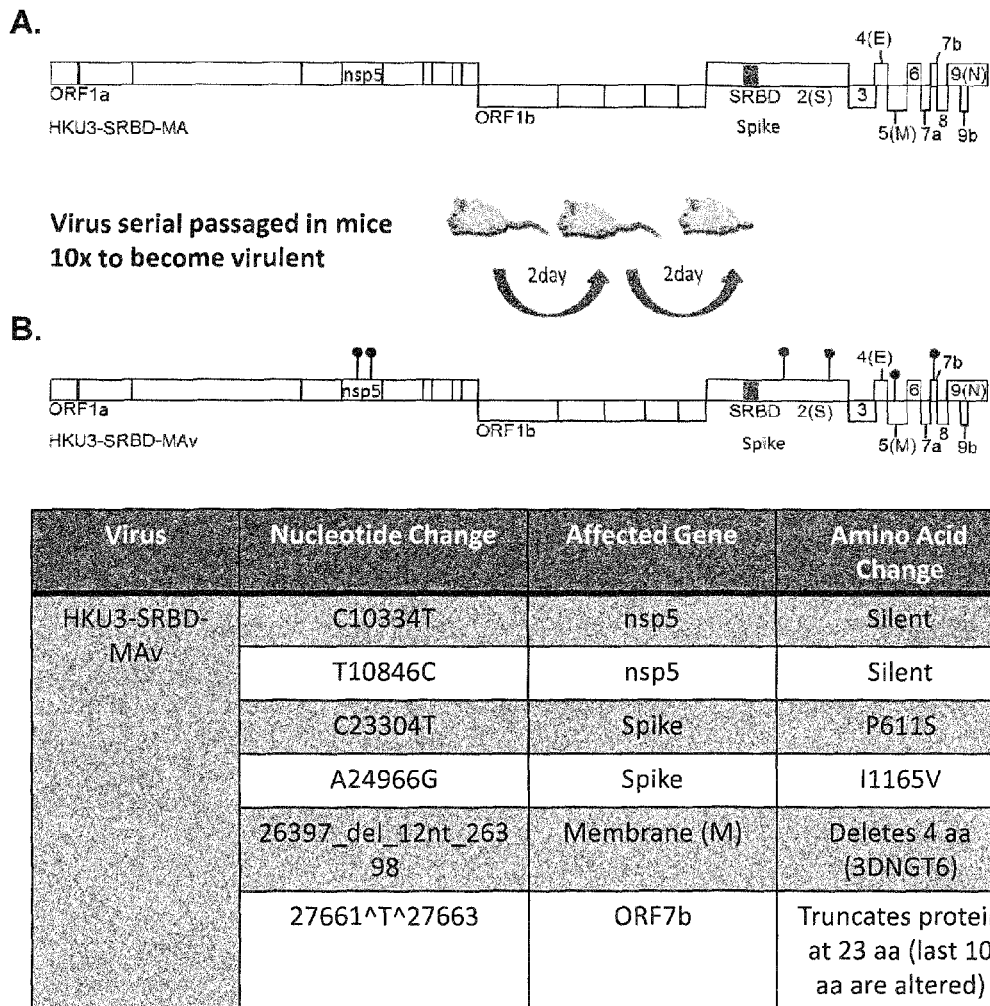 A.
4(E)
7b
nsp5
6
9(N)
ORF1a
SRBD 2(S)
3
HKU3-SRBD-MA
ORF1b
Spike
5(M)
7a
8
9b
Virus serial passaged in mice
10x to become virulent
2day
2day
B.
4(E)
7b
nsp5
6
9(N)
ORF1a
SRBD 2(S)
3
HKU3-SRBD-MAv
ORF1b
Spike
5(M)
7a
8
9b
Virus
Nucleotide Change
Affected Gene
Amino Acid
Change
HKU3-SRBD-
MAv
C10334T
nsp5
Silent
T10846C
nsp5
Silent
C23304T
Spike
P611S
A24966G
Spike
I1165V
26397_del_12nt_263
98
Membrane (M)
Deletes 4 aa
(3DNGT6)
27661^T^27663
ORF7b
Truncates protein
at 23 aa (last 10
aa are altered)